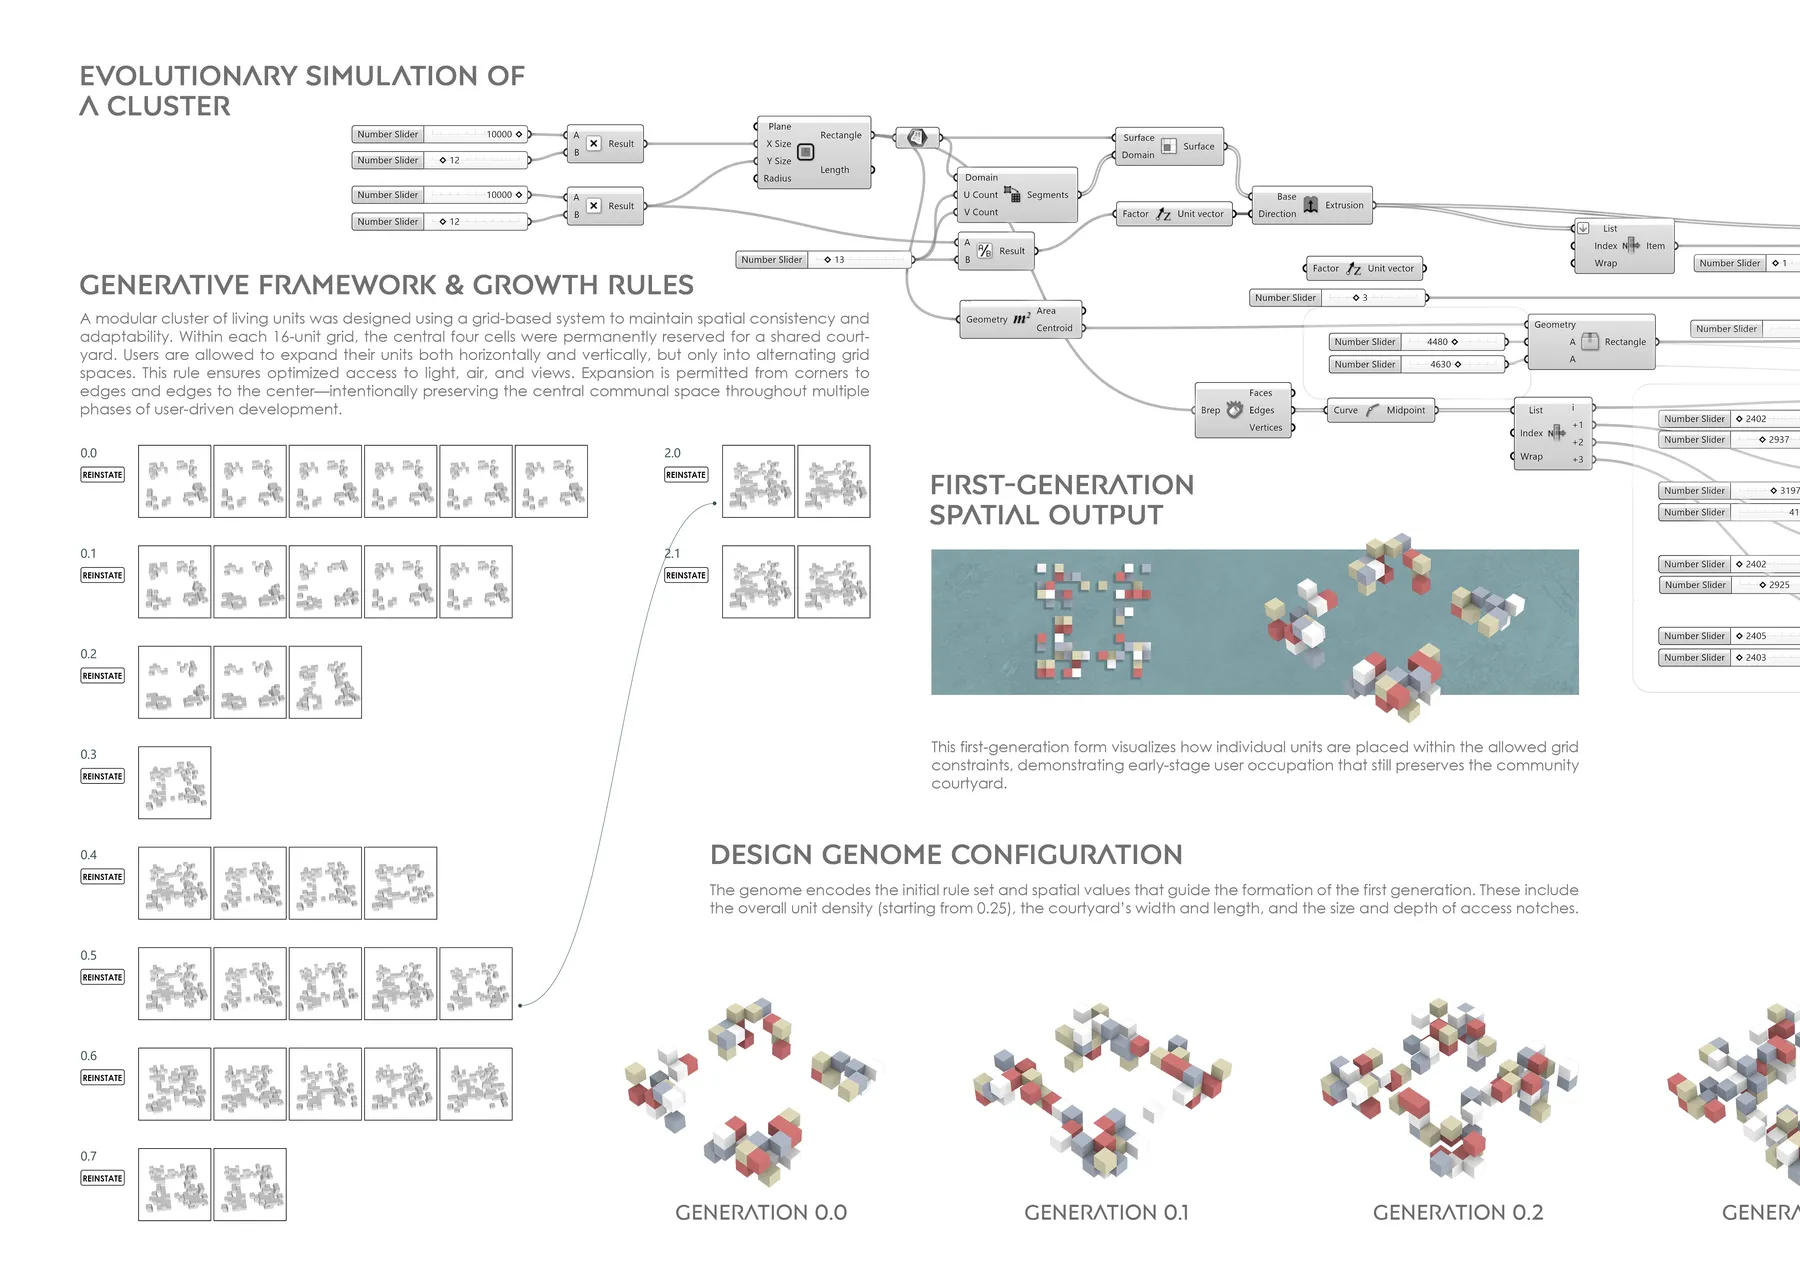 EVOLUTIONARY SIMULATION OF
A CLUSTER
Number Slider 10000
Number Slider 12
Number Slider 10000
Number Slider 12
A
B
Result
A
B
Result
Plane
X Size
Y Size
Radius
Rectangle
Length
Number Slider 13
Domain
U Count
V Count
Segments
A
B
A/B
Result
Surface
Domain
Surface
Factor Unit vector
Base
Direction
Extrusion
List
Index
Wrap
Item
Number Slider 1
Factor Unit vector
Number Slider 3
Geometry m²
Area
Centroid
Number Slider 4480
Number Slider 4630
Geometry
A
A
Rectangle
Number Slider
Brep
Faces
Edges
Vertices
Curve Midpoint
List
Index
Wrap
i
+1
+2
+3
Number Slider 2402
Number Slider 2937
Number Slider 3197
Number Slider 41
Number Slider 2402
Number Slider 2925
Number Slider 2405
Number Slider 2403
GENERATIVE FRAMEWORK & GROWTH RULES
A modular cluster of living units was designed using a grid-based system to maintain spatial consistency and
adaptability. Within each 16-unit grid, the central four cells were permanently reserved for a shared court-
yard. Users are allowed to expand their units both horizontally and vertically, but only into alternating grid
spaces. This rule ensures optimized access to light, air, and views. Expansion is permitted from corners to
edges and edges to the center—intentionally preserving the central communal space throughout multiple
phases of user-driven development.
0.0
REINSTATE
0.1
REINSTATE
0.2
REINSTATE
0.3
REINSTATE
0.4
REINSTATE
0.5
REINSTATE
0.6
REINSTATE
0.7
REINSTATE
2.0
REINSTATE
2.1
REINSTATE
FIRST-GENERATION
SPATIAL OUTPUT
This first-generation form visualizes how individual units are placed within the allowed grid
constraints, demonstrating early-stage user occupation that still preserves the community
courtyard.
DESIGN GENOME CONFIGURATION
The genome encodes the initial rule set and spatial values that guide the formation of the first generation. These include
the overall unit density (starting from 0.25), the courtyard's width and length, and the size and depth of access notches.
GENERATION 0.0
GENERATION 0.1
GENERATION 0.2
GENERA